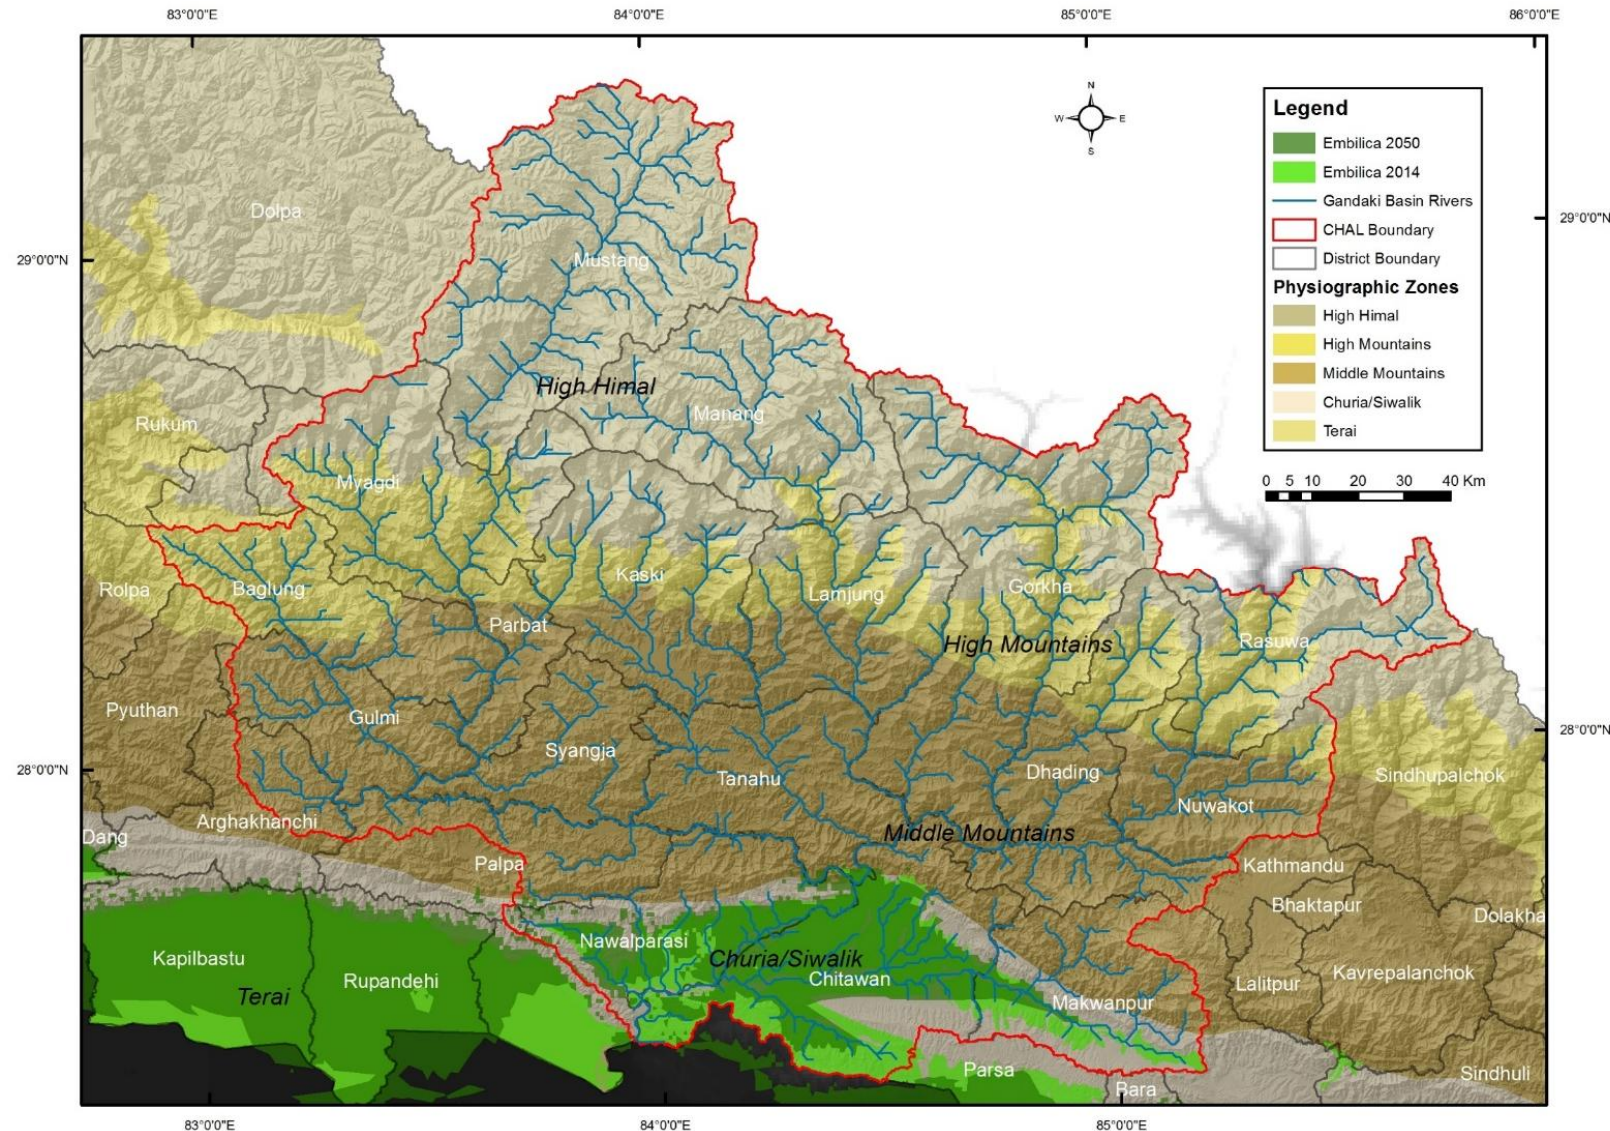 83°0'0"E
84°0'0"E
85°0'0"E
86°0'0"E
N
W
E
S
Legend
Embilica 2050
Embilica 2014
Gandaki Basin Rivers
CHAL Boundary
District Boundary
Physiographic Zones
High Himal
High Mountains
Middle Mountains
Churia/Siwalik
Terai
0 5 10 20 30 40 Km
29°0'0"N
29°0'0"N
28°0'0"N
28°0'0"N
Dolpa
Mustang
High Himal
Manang
Rukum
Myagdi
Kaski
Rolpa
Baglung
Lamjung
Gorkha
Parbat
High Mountains
Rasuwa
Pyuthan
Gulmi
Syangja
Tanahu
Dhading
Sindhupalchok
Nuwakot
Arghakhanchi
Dang
Middle Mountains
Palpa
Kathmandu
Bhaktapur
Dolakha
Nawalparasi
Kapilbastu
Churia/Siwalik
Rupandehi
Chitawan
Kavrepalanchok
Lalitpur
Terai
Makwanpur
Parsa
Bara
Sindhuli
83°0'0"E
84°0'0"E
85°0'0"E